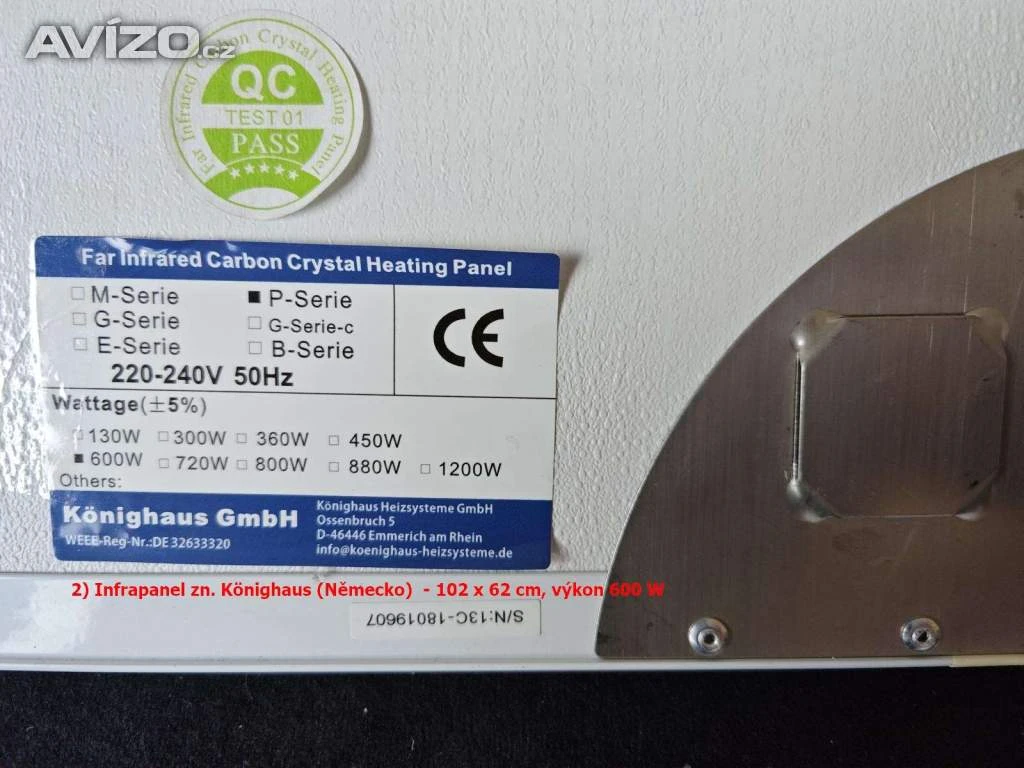 AVÍZO.cz
Far Infrared Carbon Crystal Heating Panel
QC
TEST 01
PASS
★★★★★
Far Infrared Carbon Crystal Heating Panel
□ M-Serie ■ P-Serie
□ G-Serie □ G-Serie-c
□ E-Serie □ B-Serie
220-240V 50Hz
CE
Wattage(±5%)
□ 130W □ 300W □ 360W □ 450W
■ 600W □ 720W □ 800W □ 880W □ 1200W
Others:
Könighaus GmbH
WEEE-Reg-Nr.:DE 32633320
Könighaus Heizsysteme GmbH
Ossenbruch 5
D-46446 Emmerich am Rhein
info@koenighaus-heizsysteme.de
2) Infrapanel zn. Könighaus (Německo) - 102 x 62 cm, výkon 600 W
S/N:13C-18019607